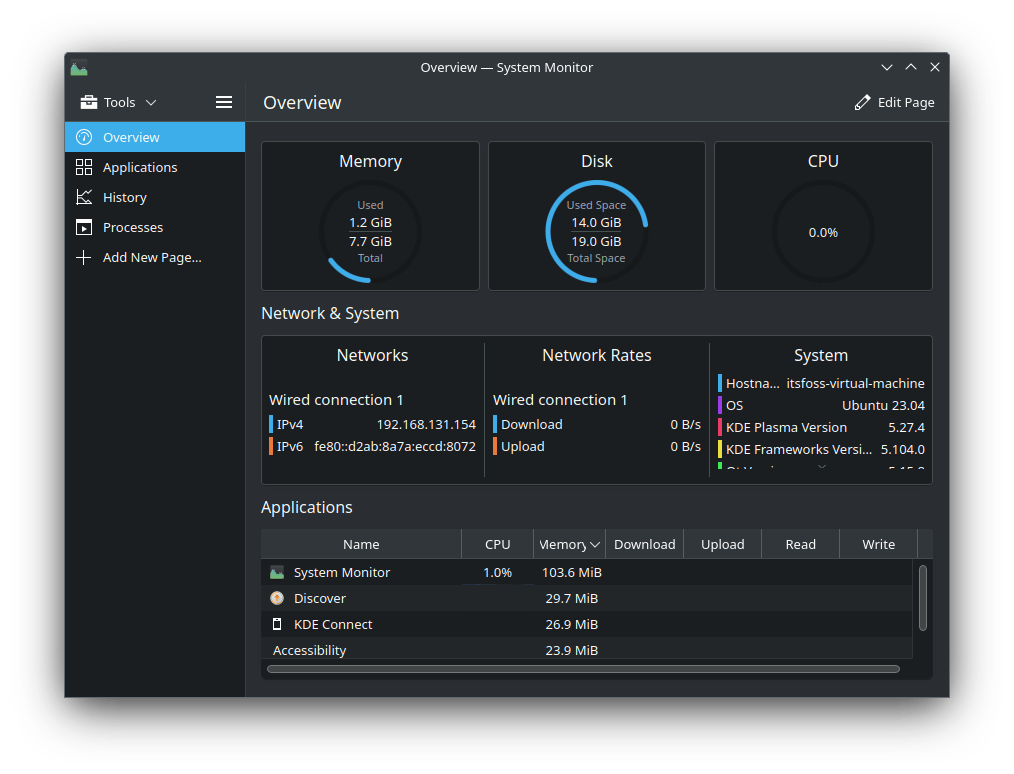 Overview — System Monitor
Tools
Overview
Edit Page
Overview
Applications
History
Processes
Add New Page...
Memory
Used
1.2 GiB
7.7 GiB
Total
Disk
Used Space
14.0 GiB
19.0 GiB
Total Space
CPU
0.0%
Network & System
Networks
Wired connection 1
IPv4 192.168.131.154
IPv6 fe80::d2ab:8a7a:eccd:8072
Network Rates
Wired connection 1
Download 0 B/s
Upload 0 B/s
System
Hostna... itsfoss-virtual-machine
OS Ubuntu 23.04
KDE Plasma Version 5.27.4
KDE Frameworks Versi... 5.104.0
Applications
Name CPU Memory Download Upload Read Write
System Monitor 1.0% 103.6 MiB
Discover 29.7 MiB
KDE Connect 26.9 MiB
Accessibility 23.9 MiB